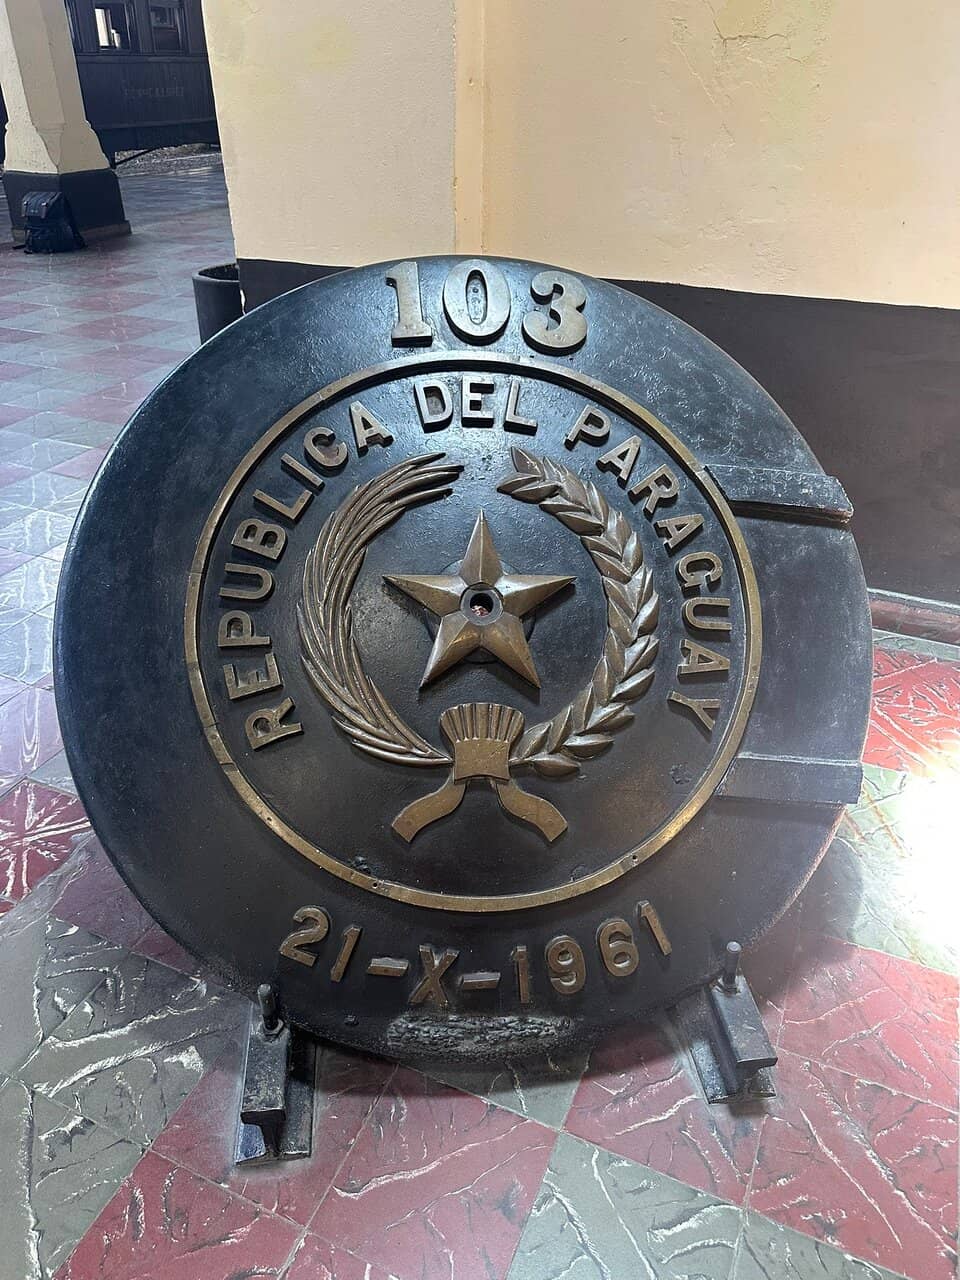 103
REPUBLICA DEL PARAGUAY
21-X-1961